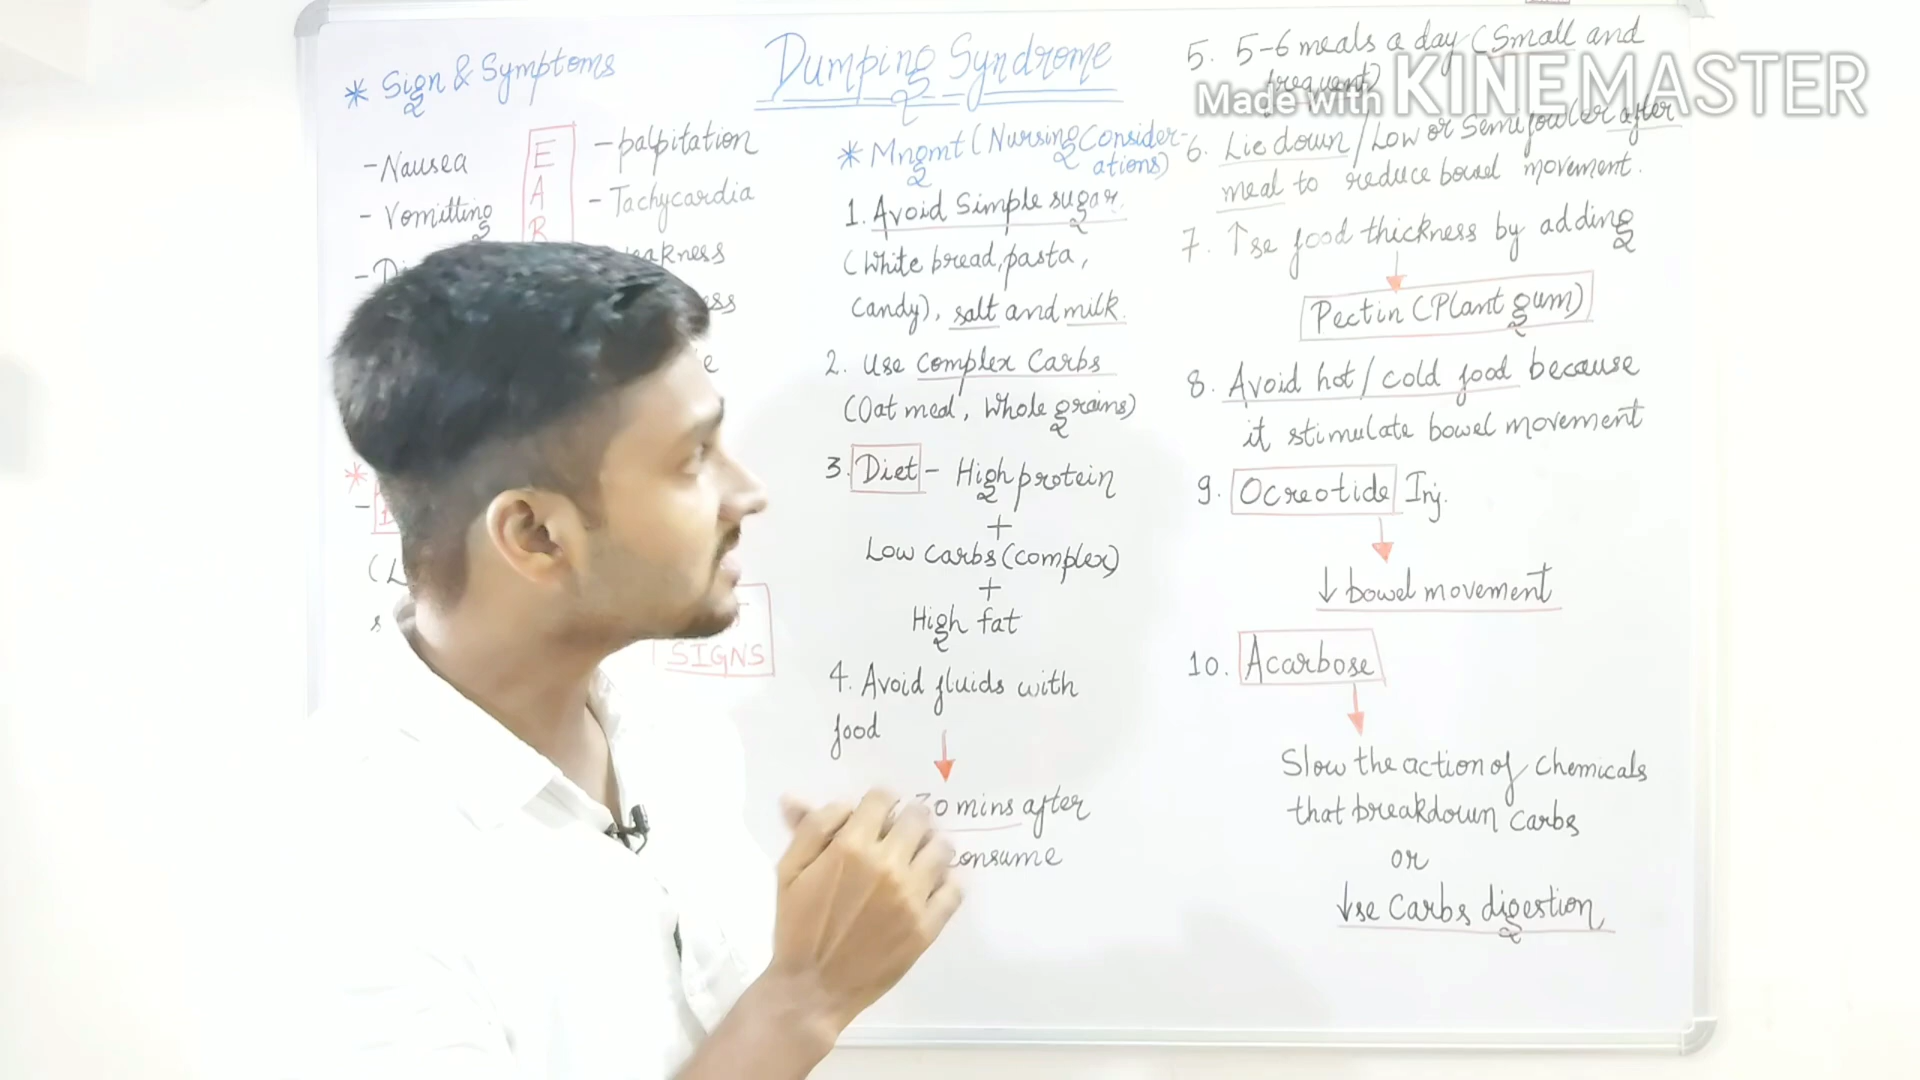 Dumping Syndrome
* Sign & Symptoms
- Nausea
- Vomitting
E
A
R
- palpitation
- Tachycardia
SIGNS
* Mngmt (Nursing Consider-
ations)
1. Avoid Simple sugar.
(White bread, pasta,
Candy), salt and milk.
2. Use Complex Carbs
(Oat meal, Whole grains)
3. Diet - High protein
+
Low Carbs (complex)
+
High fat
4. Avoid fluids with
food
30 mins after
consume
5. 5-6 meals a day (Small and
frequent)
Made with KINEMASTER
6. Lie down / Low or Semifowler after
meal to reduce bowel movement.
7. ↑se food thickness by adding
Pectin (Plant gum)
8. Avoid hot / cold food because
it stimulate bowel movement
9. Ocreotide Inj.
↓ bowel movement
10. Acarbose
Slow the action of Chemicals
that breakdown Carbs
or
↓se Carbs digestion